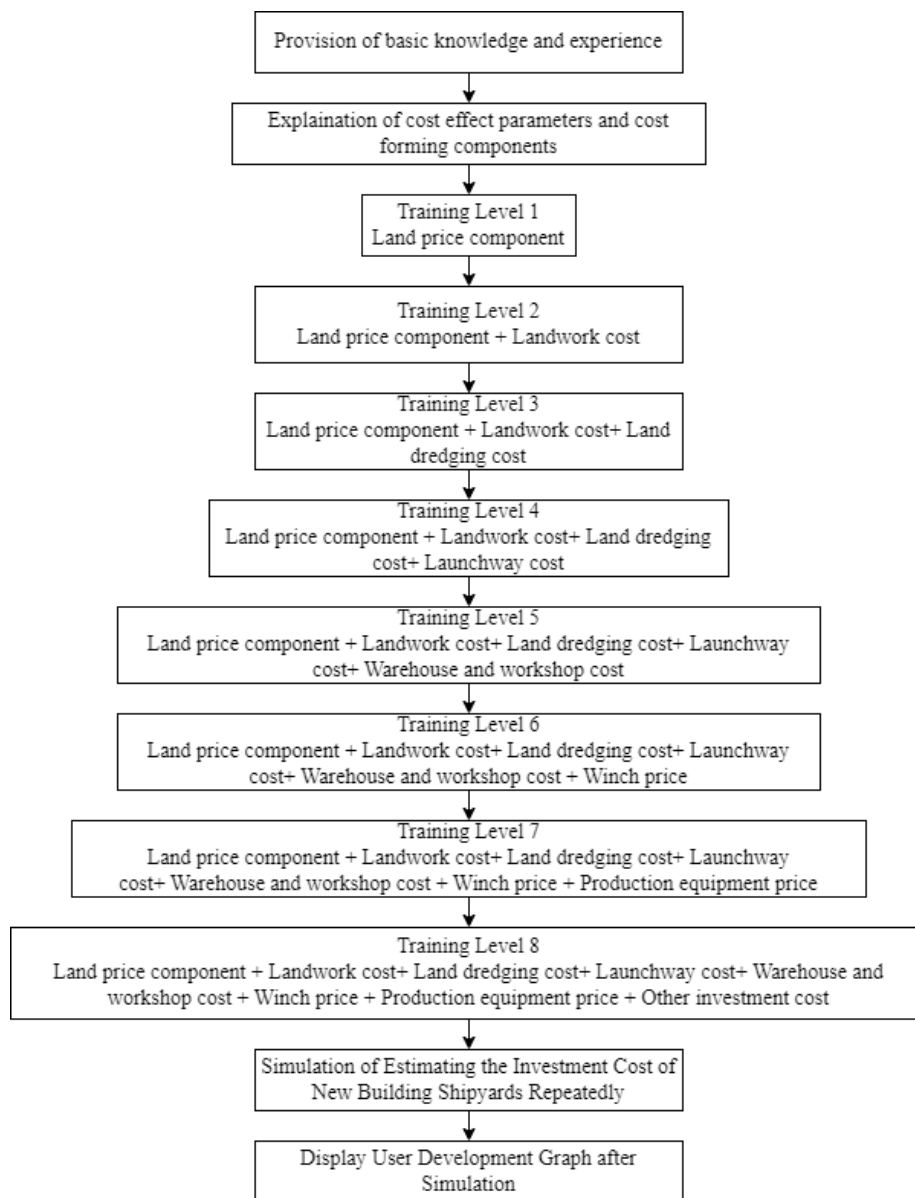 Provision of basic knowledge and experience
Explaination of cost effect parameters and cost
forming components
Training Level 1
Land price component
Training Level 2
Land price component + Landwork cost
Training Level 3
Land price component + Landwork cost+ Land
dredging cost
Training Level 4
Land price component + Landwork cost+ Land dredging
cost+ Launchway cost
Training Level 5
Land price component + Landwork cost+ Land dredging cost+ Launchway
cost+ Warehouse and workshop cost
Training Level 6
Land price component + Landwork cost+ Land dredging cost+ Launchway
cost+ Warehouse and workshop cost + Winch price
Training Level 7
Land price component + Landwork cost+ Land dredging cost+ Launchway
cost+ Warehouse and workshop cost + Winch price + Production equipment price
Training Level 8
Land price component + Landwork cost+ Land dredging cost+ Launchway cost+ Warehouse and
workshop cost + Winch price + Production equipment price + Other investment cost
Simulation of Estimating the Investment Cost of
New Building Shipyards Repeatedly
Display User Development Graph after
Simulation